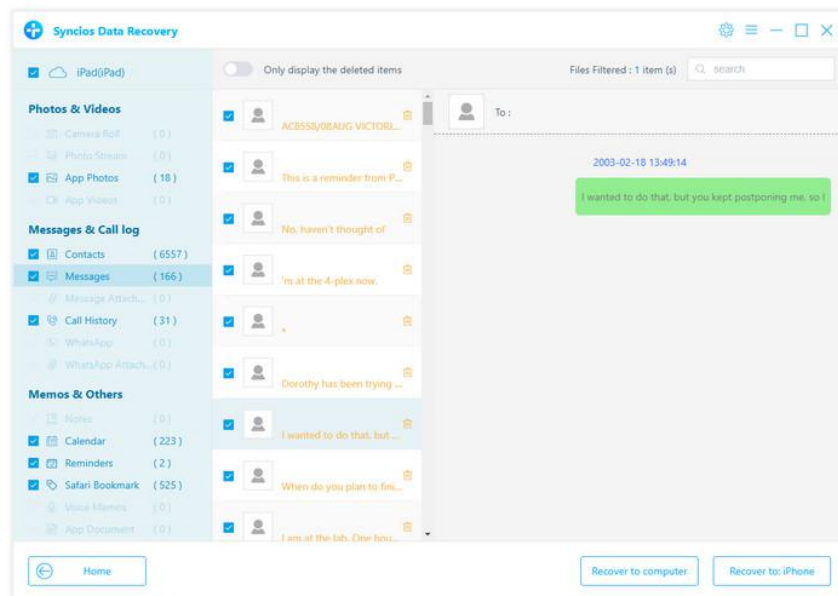 Syncios Data Recovery
iPad(iPad)
Only display the deleted items
Files Filtered : 1 item (s)
search
Photos & Videos
Camera Roll ( 0 )
Photo Stream ( 0 )
App Photos ( 18 )
App Videos ( 0 )
Messages & Call log
Contacts ( 6557 )
Messages ( 166 )
Message Attach... ( 0 )
Call History ( 31 )
WhatsApp ( 0 )
WhatsApp Attach...( 0 )
Memos & Others
Notes ( 0 )
Calendar ( 223 )
Reminders ( 2 )
Safari Bookmark ( 525 )
Voice Memos ( 0 )
App Document ( 0 )
AC8558/08AUG VICTORI...
This is a reminder from P...
No, haven't thought of
'm at the 4-plex now.
Dorothy has been trying ...
I wanted to do that, but ...
When do you plan to fini...
I am at the lab. One hou...
To :
2003-02-18 13:49:14
I wanted to do that, but you kept postponing me, so I
Home
Recover to computer
Recover to: iPhone